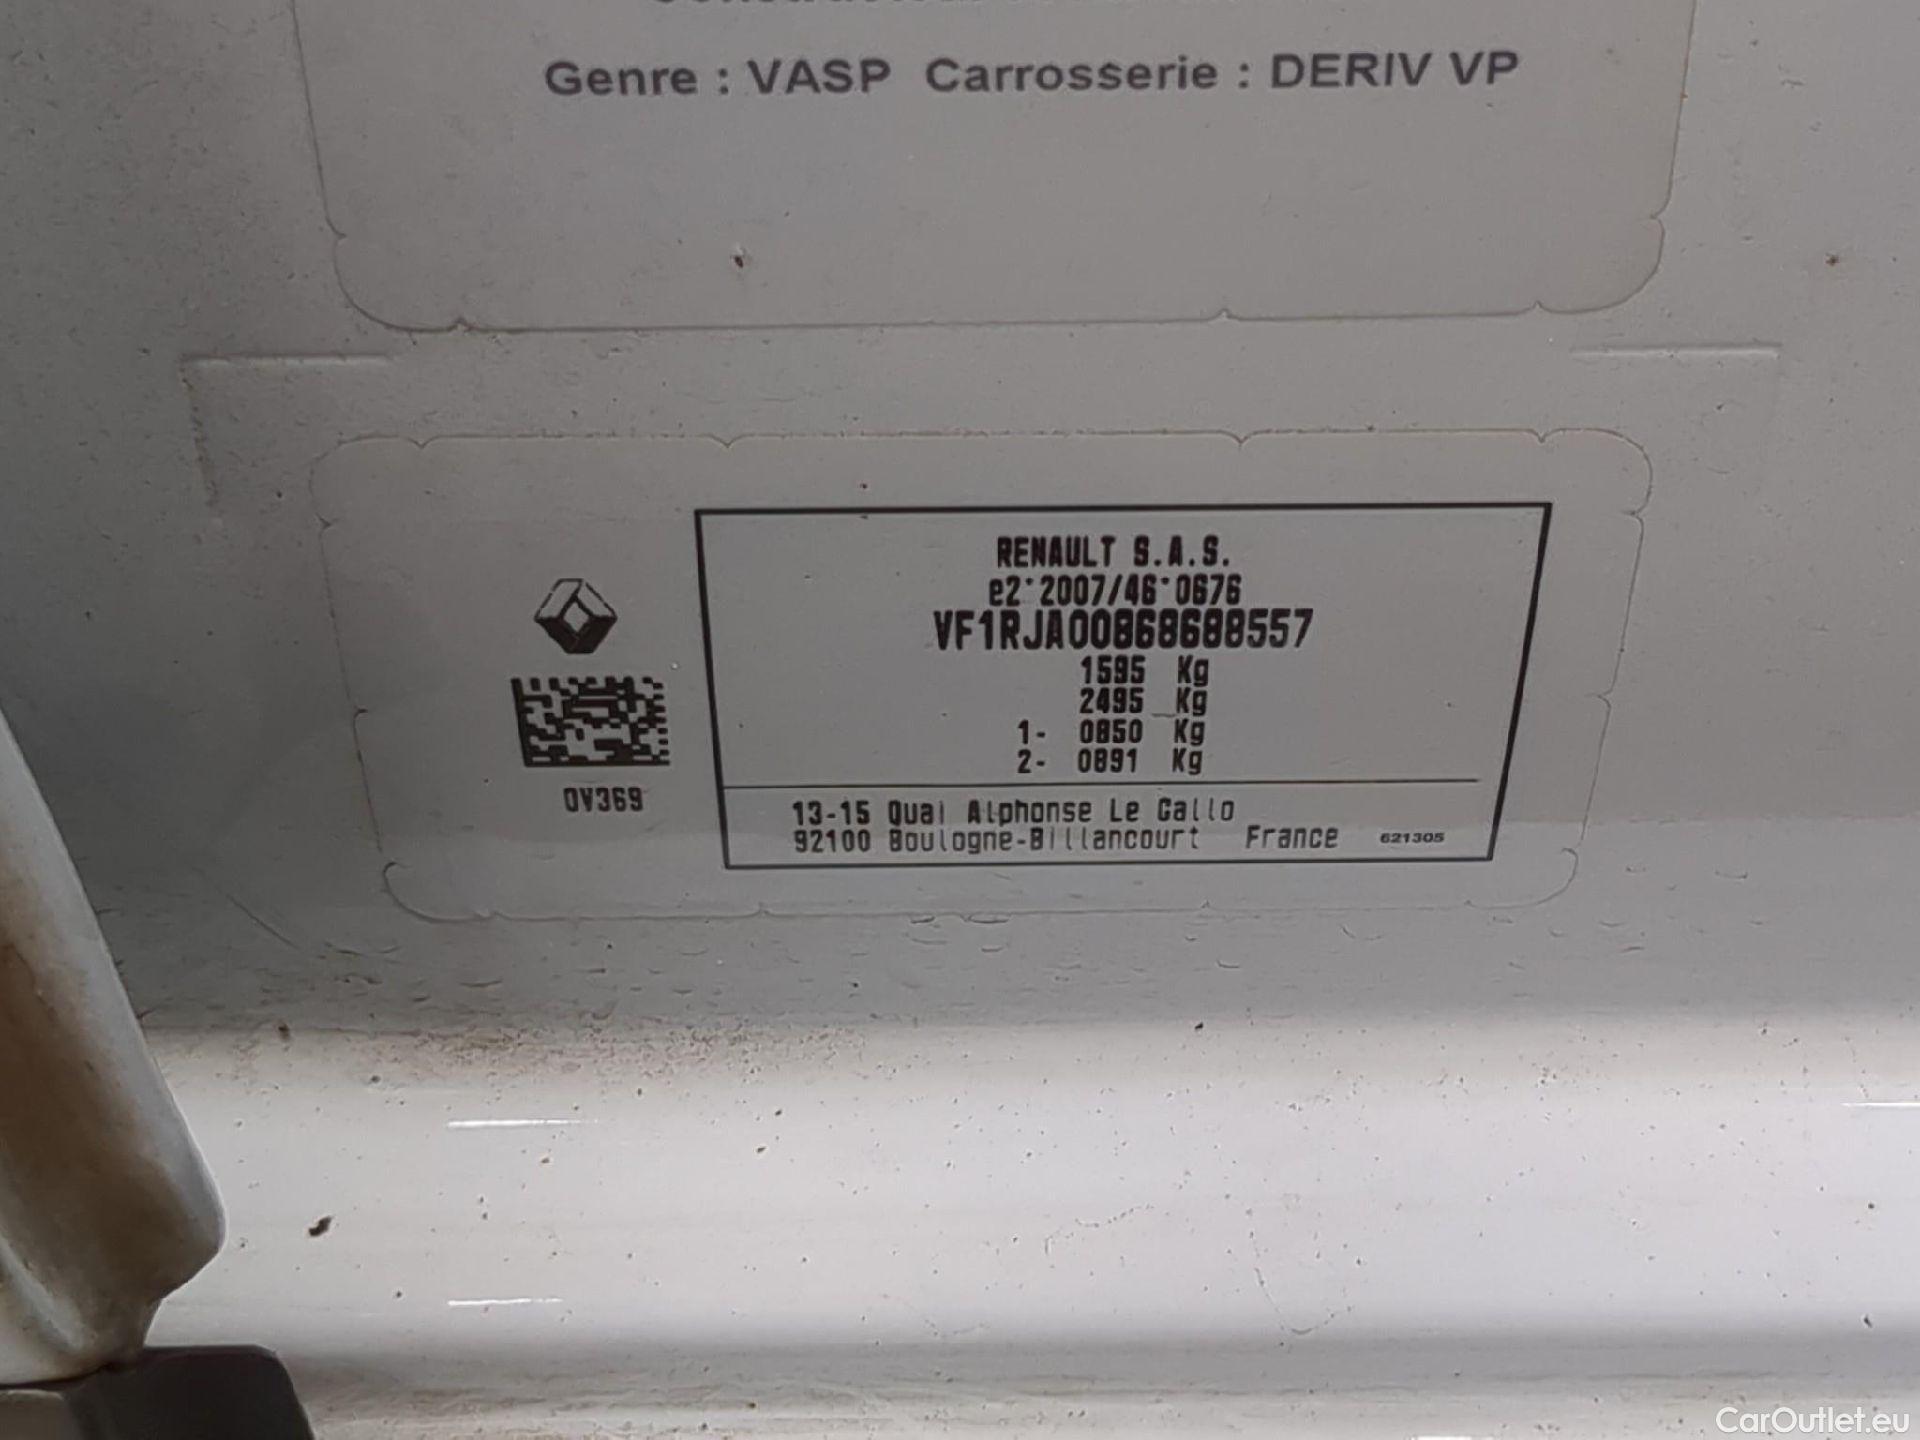 Genre : VASP Carrosserie : DERIV VP
RENAULT S.A.S.
e2*2007/46*0676
VF1RJA00868688557
1595 Kg
2495 Kg
1- 0850 Kg
2- 0891 Kg
0V369
13-15 Quai Alphonse Le Gallo
92100 Boulogne-Billancourt France 621305
CarOutlet.eu